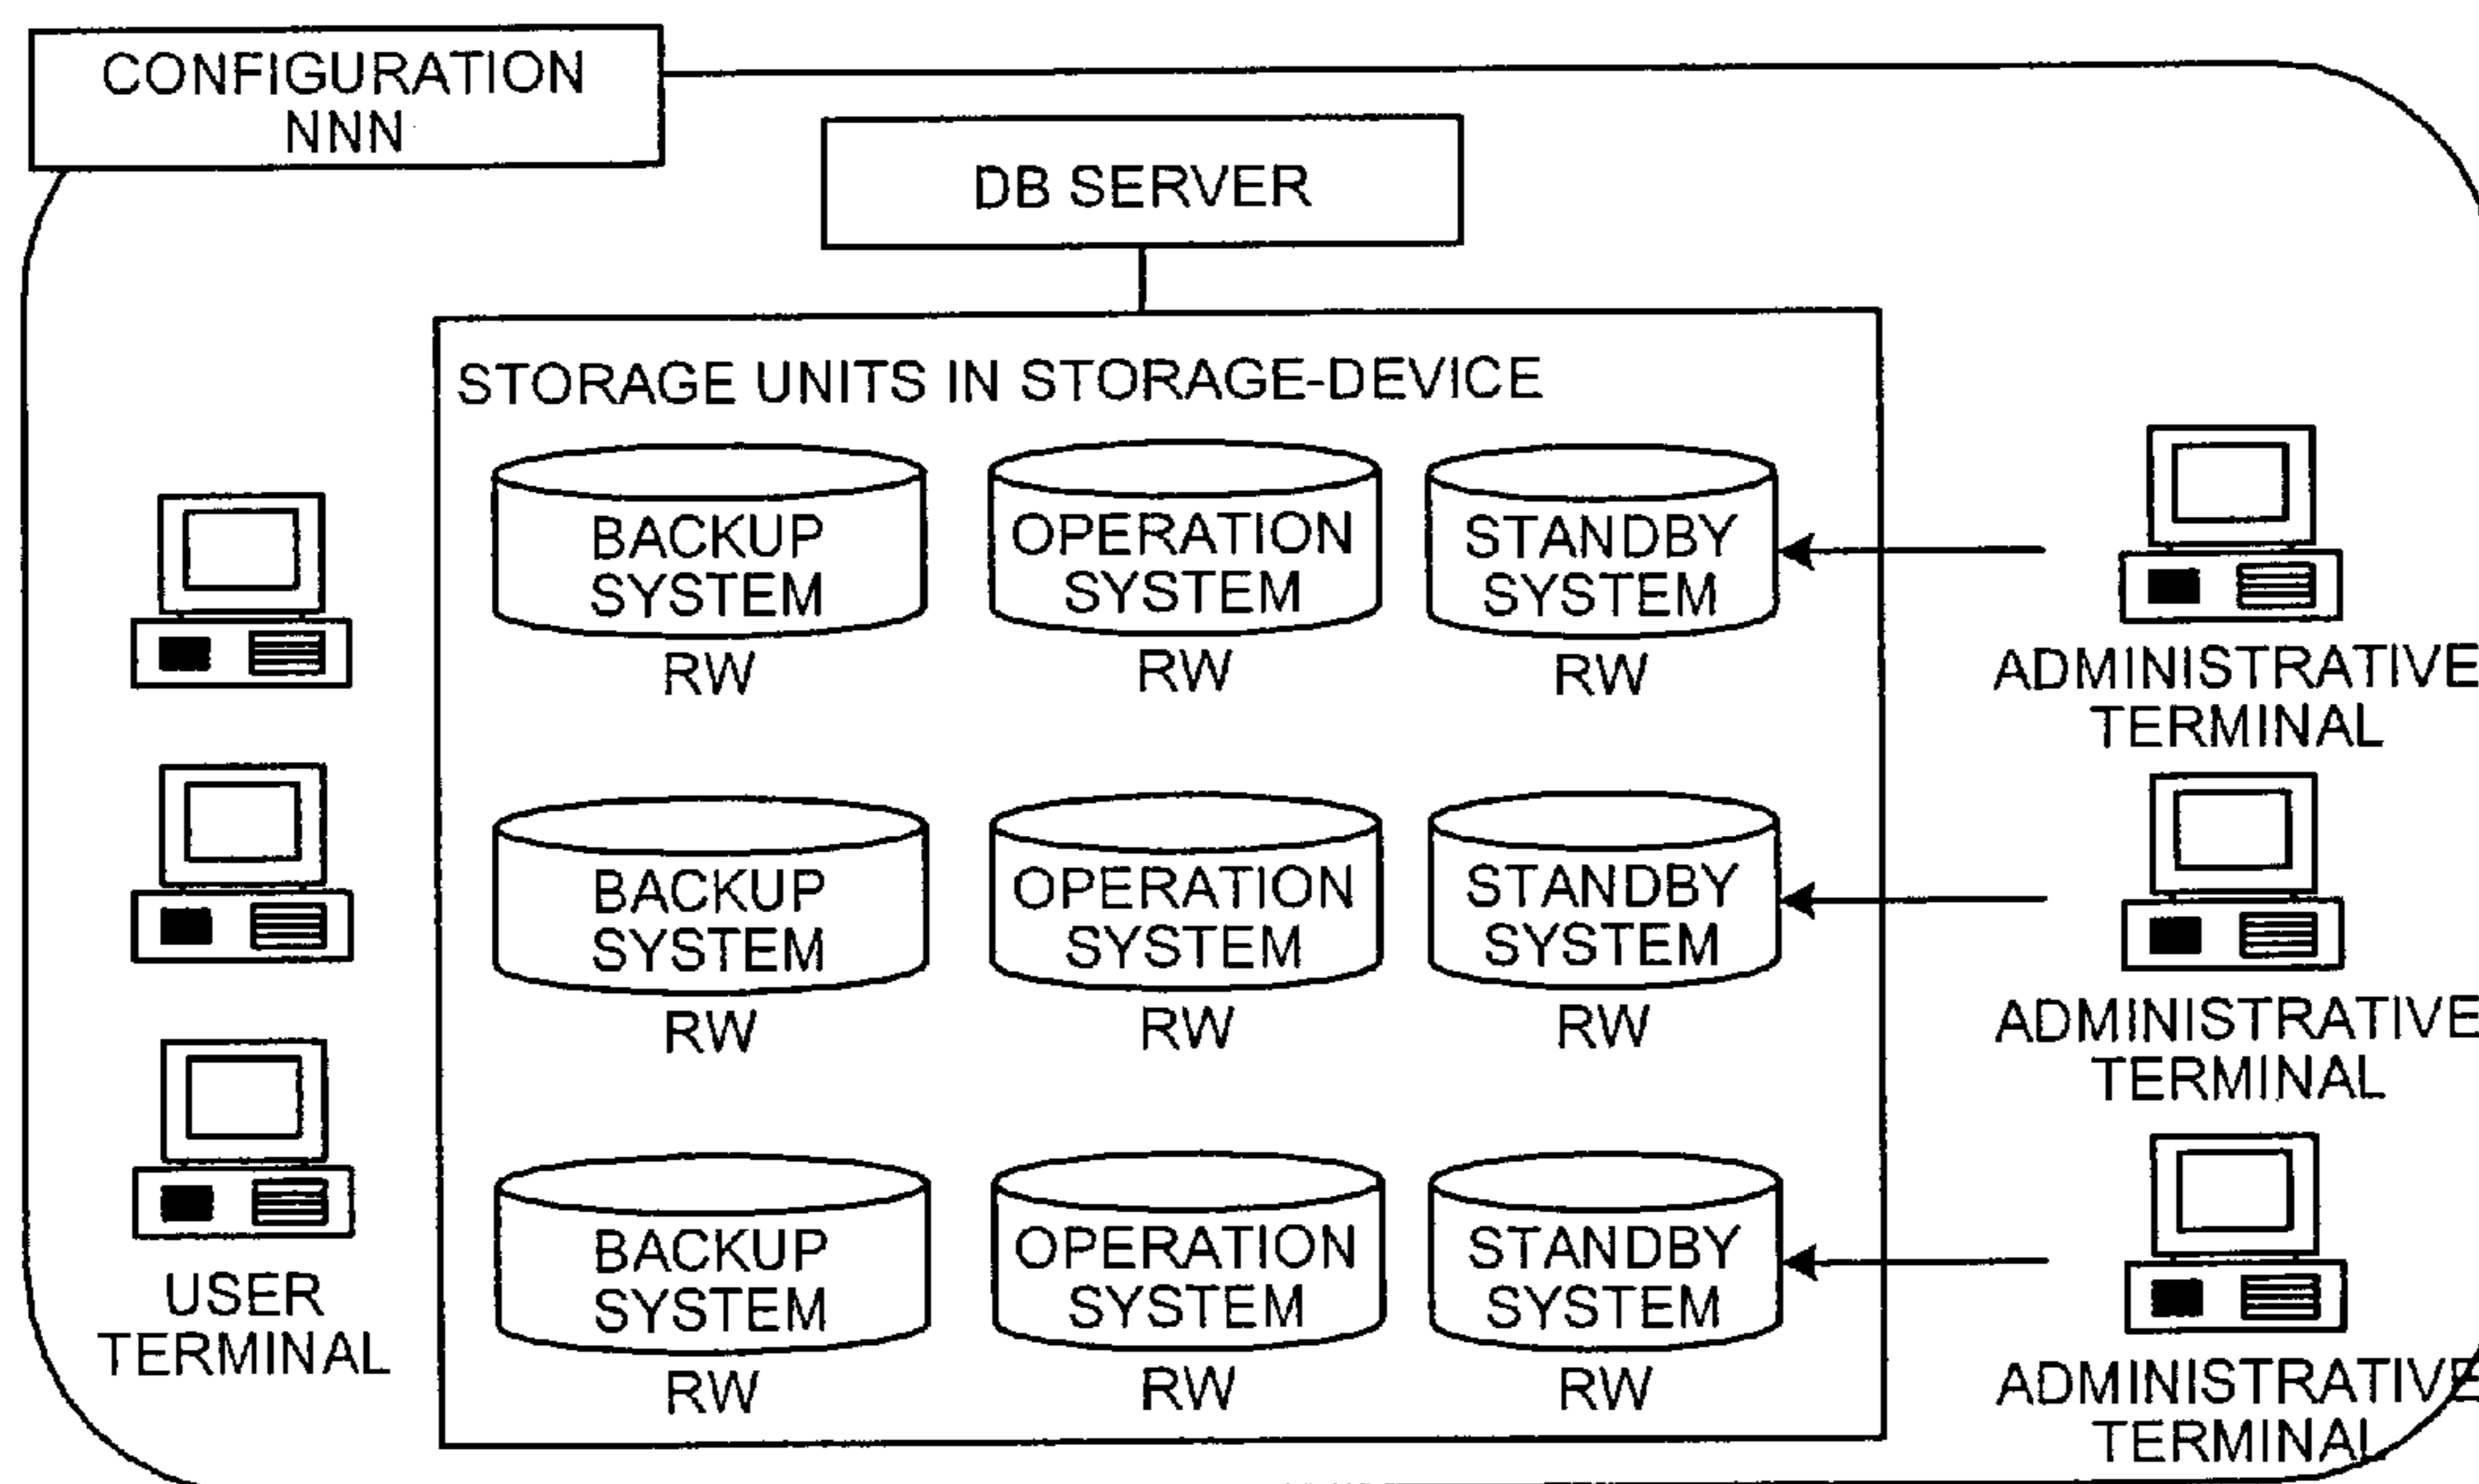 CONFIGURATION
NNN
DB SERVER
STORAGE UNITS IN STORAGE-DEVICE
BACKUP
SYSTEM
RW
OPERATION
SYSTEM
RW
STANDBY
SYSTEM
RW
ADMINISTRATIVE
TERMINAL
BACKUP
SYSTEM
RW
OPERATION
SYSTEM
RW
STANDBY
SYSTEM
RW
ADMINISTRATIVE
TERMINAL
USER
TERMINAL
BACKUP
SYSTEM
RW
OPERATION
SYSTEM
RW
STANDBY
SYSTEM
RW
ADMINISTRATIVE
TERMINAL